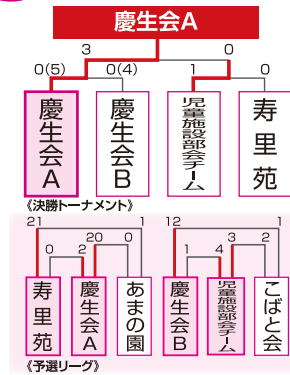 慶生会A
3 0
0(5) 0(4) 1 0
慶生会A
慶生会B
児童施設部会チーム
寿里苑
《決勝トーナメント》
21 1 12 1
20 0 3 2
0 2 1 4
寿里苑
慶生会A
あまの園
慶生会B
児童施設部会チーム
こばと会
《予選リーグ》